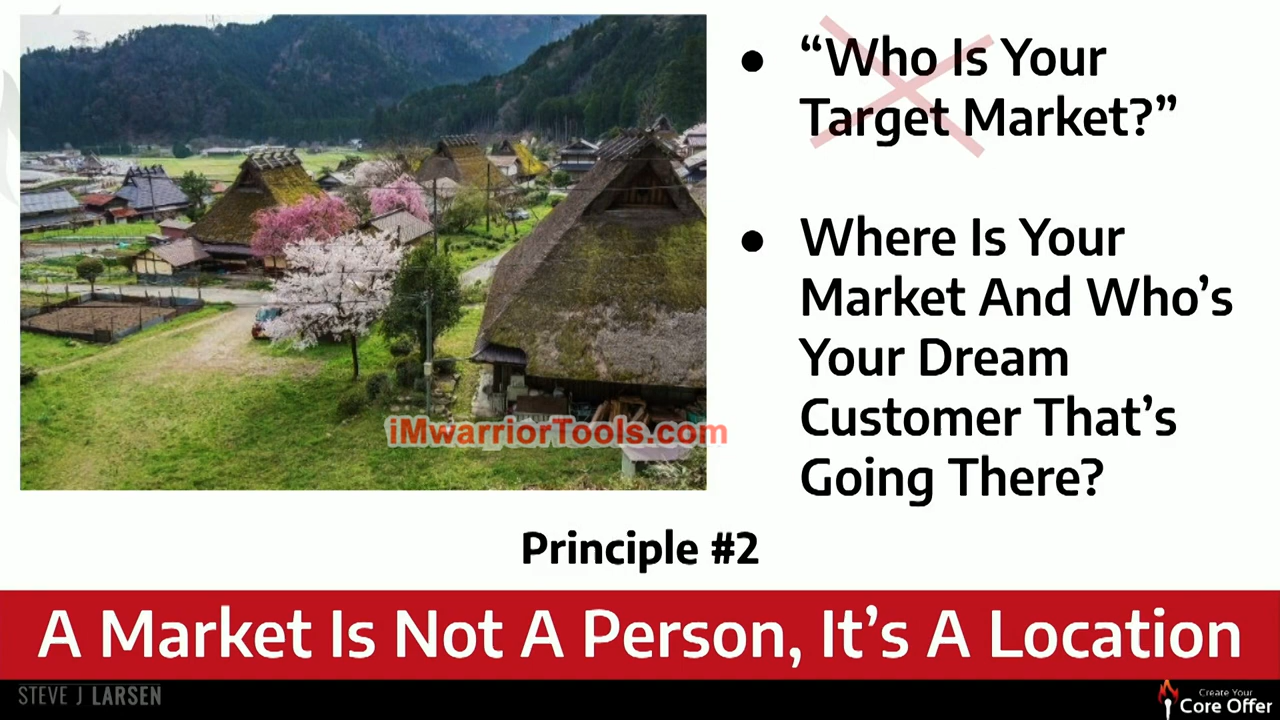 “Who Is Your
Target Market?”
Where Is Your
Market And Who’s
Your Dream
Customer That’s
Going There?
iMwarriorTools.com
Principle #2
A Market Is Not A Person, It’s A Location
STEVE J LARSEN
Create Your
Core Offer